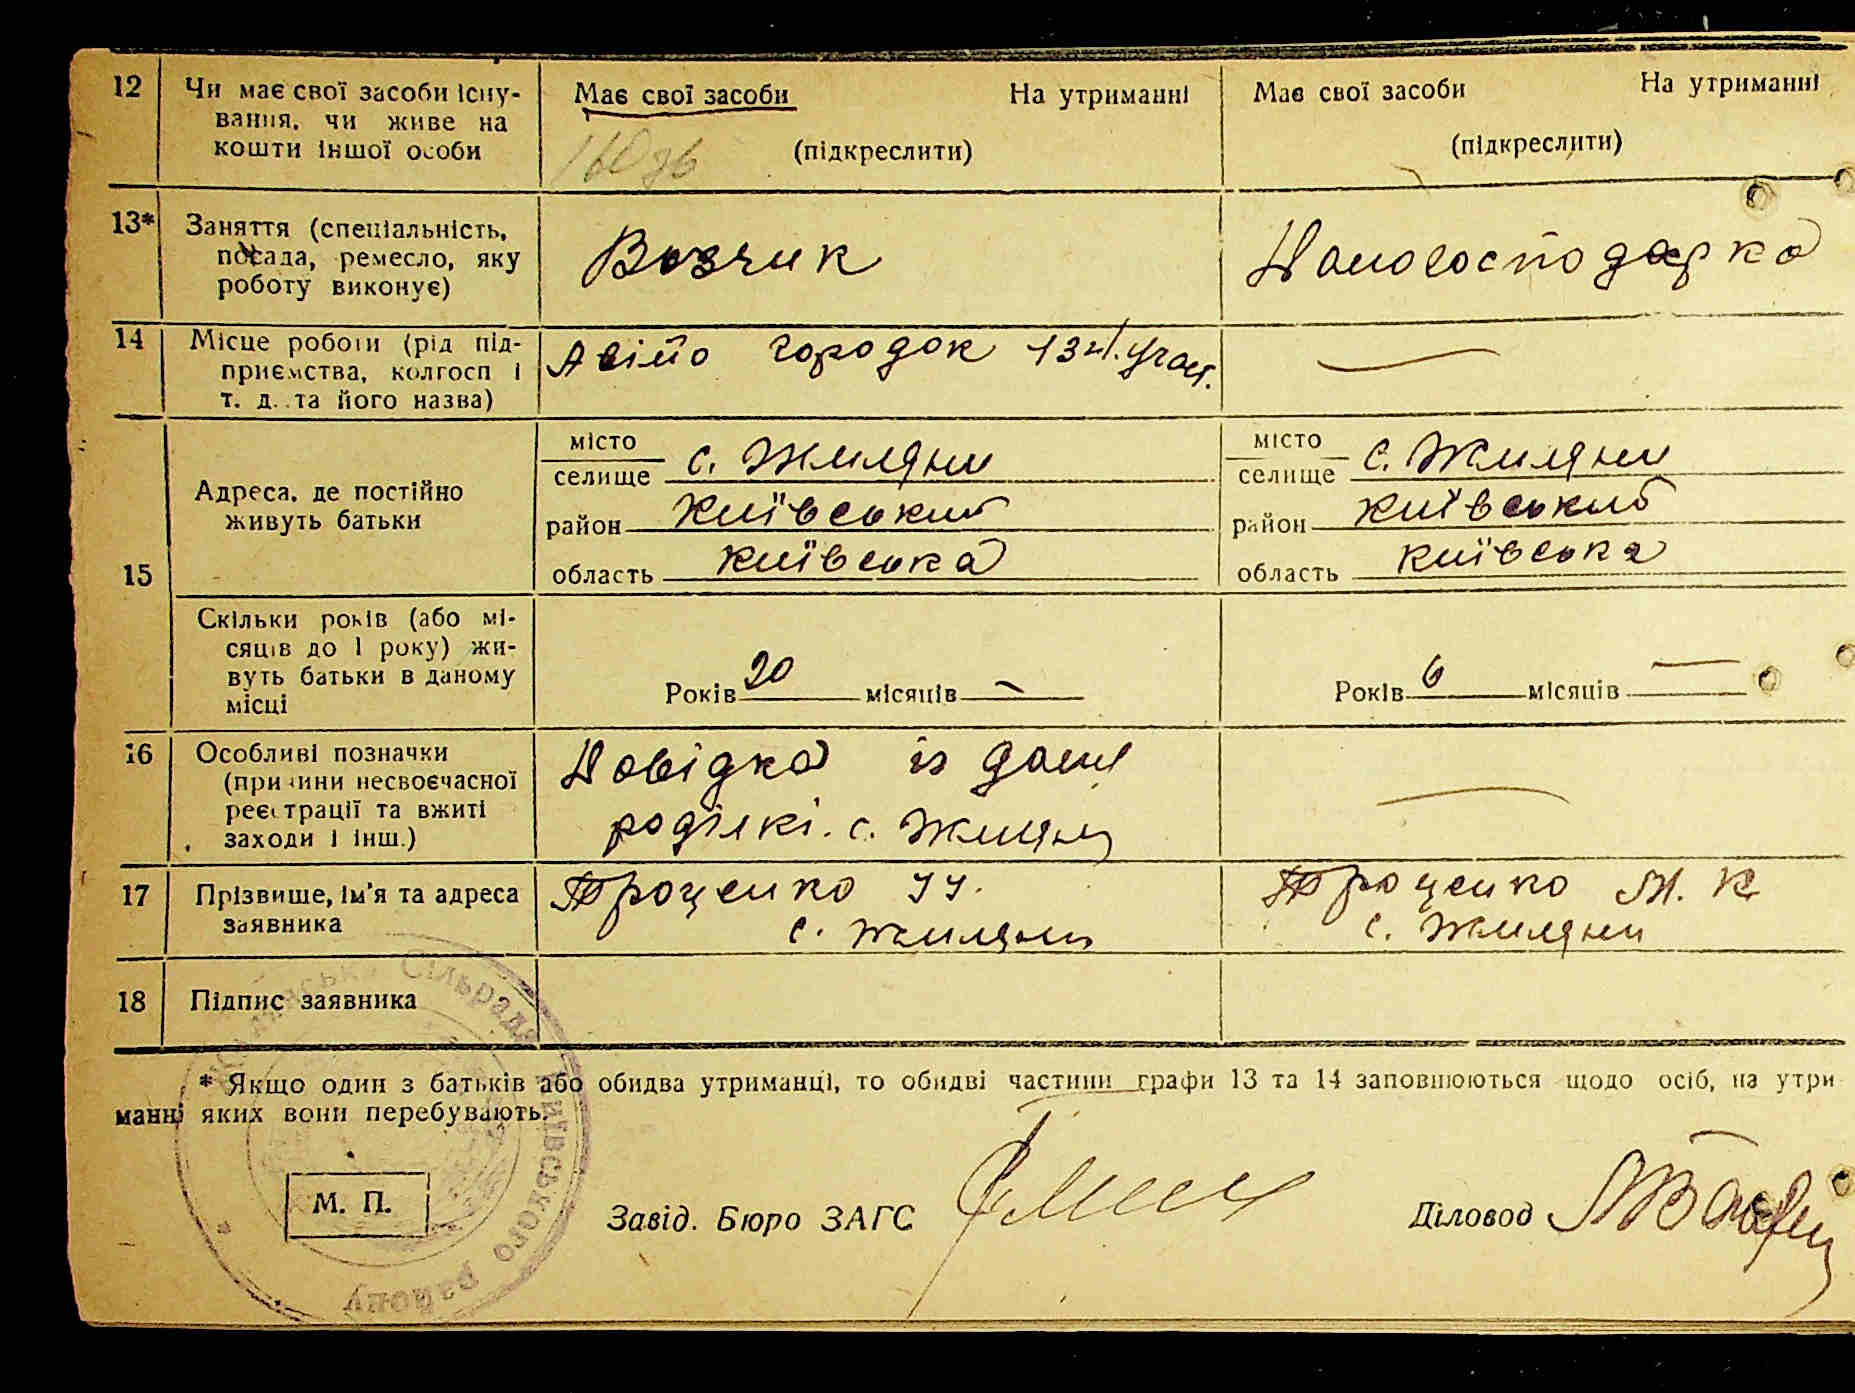 12
Чи має свої засоби існу-
вання, чи живе на
кошти іншої особи
Має свої засоби На утриманні
(підкреслити)
Має свої засоби На утриманні
(підкреслити)
13*
Заняття (спеціальність,
посада, ремесло, яку
роботу виконує)
Возчик
Домогосподарка
14
Місце роботи (рід під-
приємства, колгосп і
т. д. та його назва)
Авіто городок 13
15
Адреса, де постійно
живуть батьки
місто
селище с. Жиляни
район Київський
область Київська
місто
селище с. Жиляни
район Київський
область Київська
Скільки років (або мі-
сяців до 1 року) жи-
вуть батьки в даному
місці
Років 20 місяців —
Років 6 місяців —
16
Особливі позначки
(причини несвоєчасної
реєстрації та вжиті
заходи і інш.)
Довідка із
с. Жиляни
—
17
Прізвище, ім'я та адреса
заявника
Троценко
с. Жиляни
Троценко М. К
с. Жиляни
18
Підпис заявника
* Якщо один з батьків або обидва утриманці, то обидві частини графи 13 та 14 заповнюються щодо осіб, на утри
манні яких вони перебувають.
М. П.
Завід. Бюро ЗАГС
Діловод
Сільрада Київського району